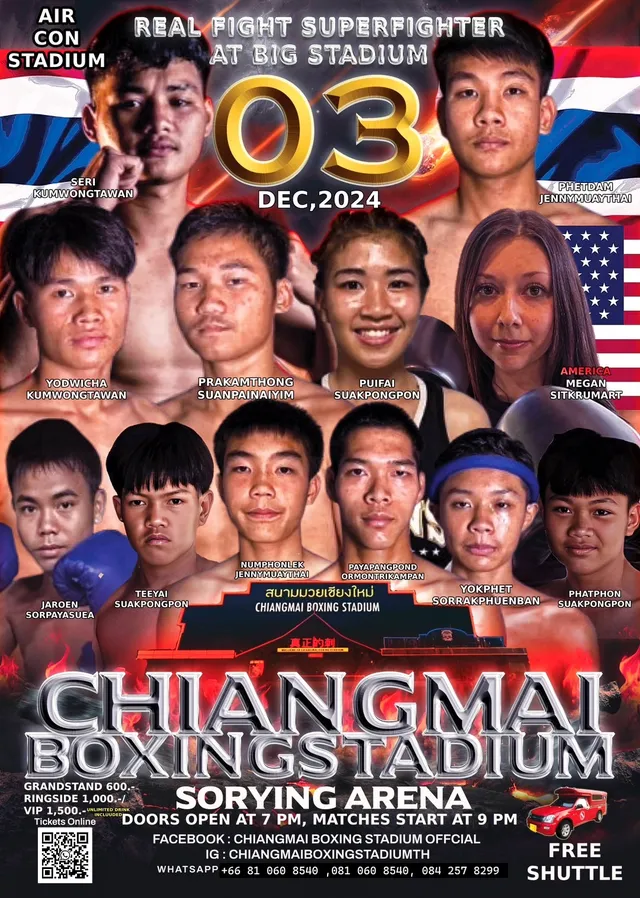 AIR
CON
STADIUM
REAL FIGHT SUPERFIGHTER
AT BIG STADIUM
03
DEC,2024
SERI
KUMWONGTAWAN
PHETDAM
JENNYMUAYTHAI
YODWICHA
KUMWONGTAWAN
PRAKAMTHONG
SUANPAINAIYIM
PUIFAI
SUAKPONGPON
AMERICA
MEGAN
SITKRUMART
JAROEN
SORPAYASUEA
TEEYAI
SUAKPONGPON
NUMPHONLEK
JENNYMUAYTHAI
PAYAPANGPOND
ORMONTRIKAMPAN
YOKPHET
SORRAKPHUENBAN
PHATPHON
SUAKPONGPON
สนามมวยเชียงใหม่
CHIANGMAI BOXING STADIUM
CHIANGMAI
BOXINGSTADIUM
GRANDSTAND 600.-
RINGSIDE 1,000.-/
VIP 1,500.- UNLIMITED DRINK
INCLUUDED
Tickets Online
SORYING ARENA
DOORS OPEN AT 7 PM, MATCHES START AT 9 PM
FACEBOOK : CHIANGMAI BOXING STADIUM OFFCIAL
IG : CHIANGMAIBOXINGSTADIUMTH
WHATSAPP +66 81 060 8540 ,081 060 8540, 084 257 8299
FREE
SHUTTLE